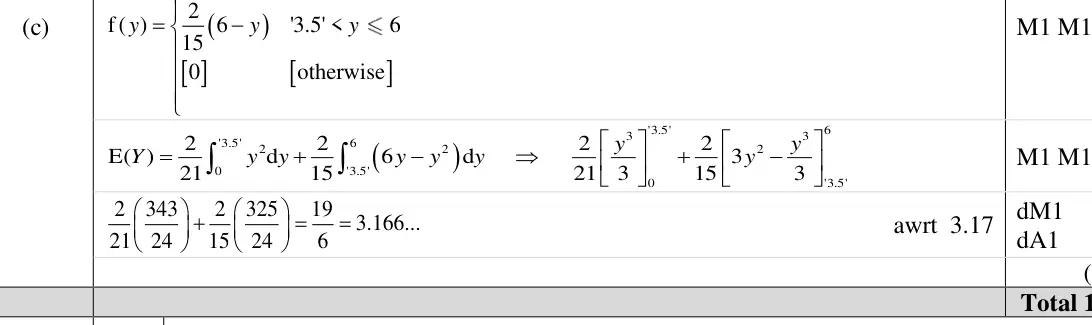 (c) f(y) = { 2/15 (6 − y) '3.5' < y ⩽ 6 M1 M1
[0] [otherwise]
E(Y) = 2/21 ∫₀^'3.5' y² dy + 2/15 ∫_'3.5'^6 (6y − y²) dy ⇒ 2/21 [y³/3]₀^'3.5' + 2/15 [3y² − y³/3]_'3.5'^6 M1 M1
2/21 (343/24) + 2/15 (325/24) = 19/6 = 3.166... awrt 3.17 dM1
dA1
(
Total 1